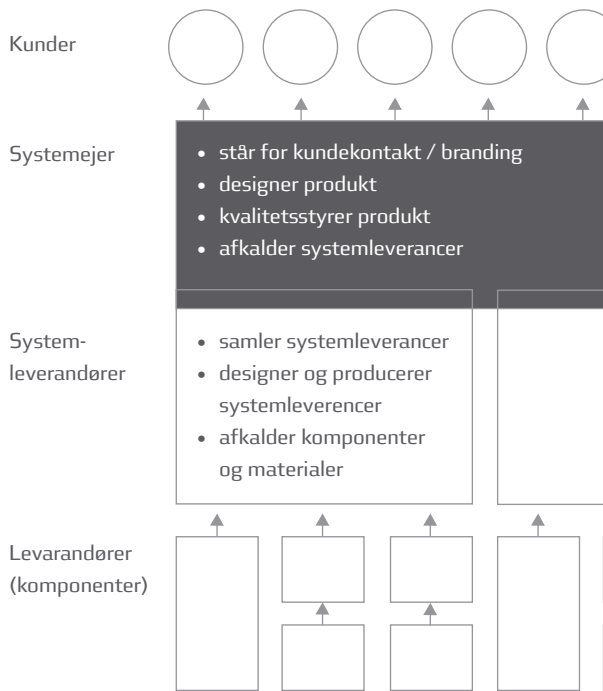 Kunder
Systemejer
• står for kundekontakt / branding
• designer produkt
• kvalitetsstyrer produkt
• afkalder systemleverancer
System-
leverandører
• samler systemleverancer
• designer og producerer
systemleverencer
• afkalder komponenter
og materialer
Levarandører
(komponenter)